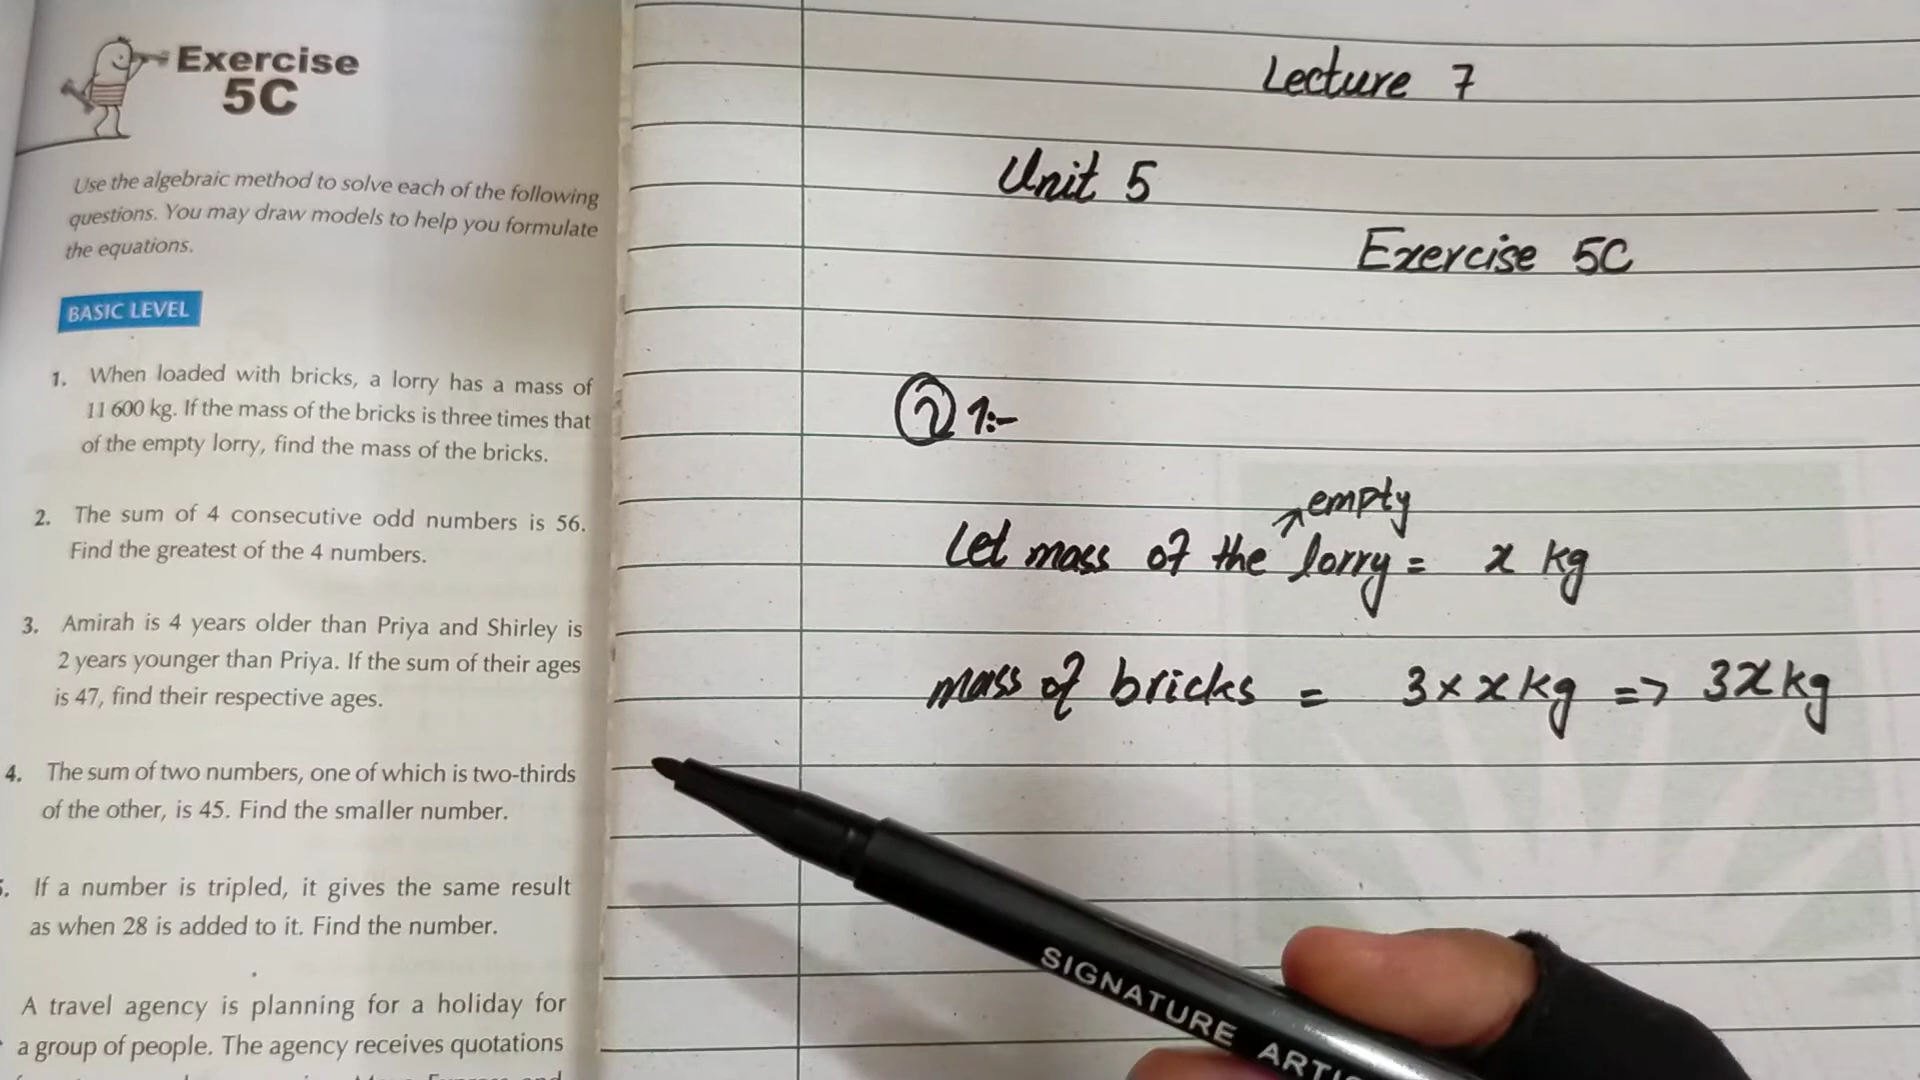 Exercise
5C
Use the algebraic method to solve each of the following
questions. You may draw models to help you formulate
the equations.
BASIC LEVEL
1. When loaded with bricks, a lorry has a mass of
11 600 kg. If the mass of the bricks is three times that
of the empty lorry, find the mass of the bricks.
2. The sum of 4 consecutive odd numbers is 56.
Find the greatest of the 4 numbers.
3. Amirah is 4 years older than Priya and Shirley is
2 years younger than Priya. If the sum of their ages
is 47, find their respective ages.
4. The sum of two numbers, one of which is two-thirds
of the other, is 45. Find the smaller number.
5. If a number is tripled, it gives the same result
as when 28 is added to it. Find the number.
A travel agency is planning for a holiday for
a group of people. The agency receives quotations
Lecture 7
Unit 5
Exercise 5C
Q 1:-
empty
Let mass of the lorry = x kg
mass of bricks = 3 × x kg => 3x kg
SIGNATURE